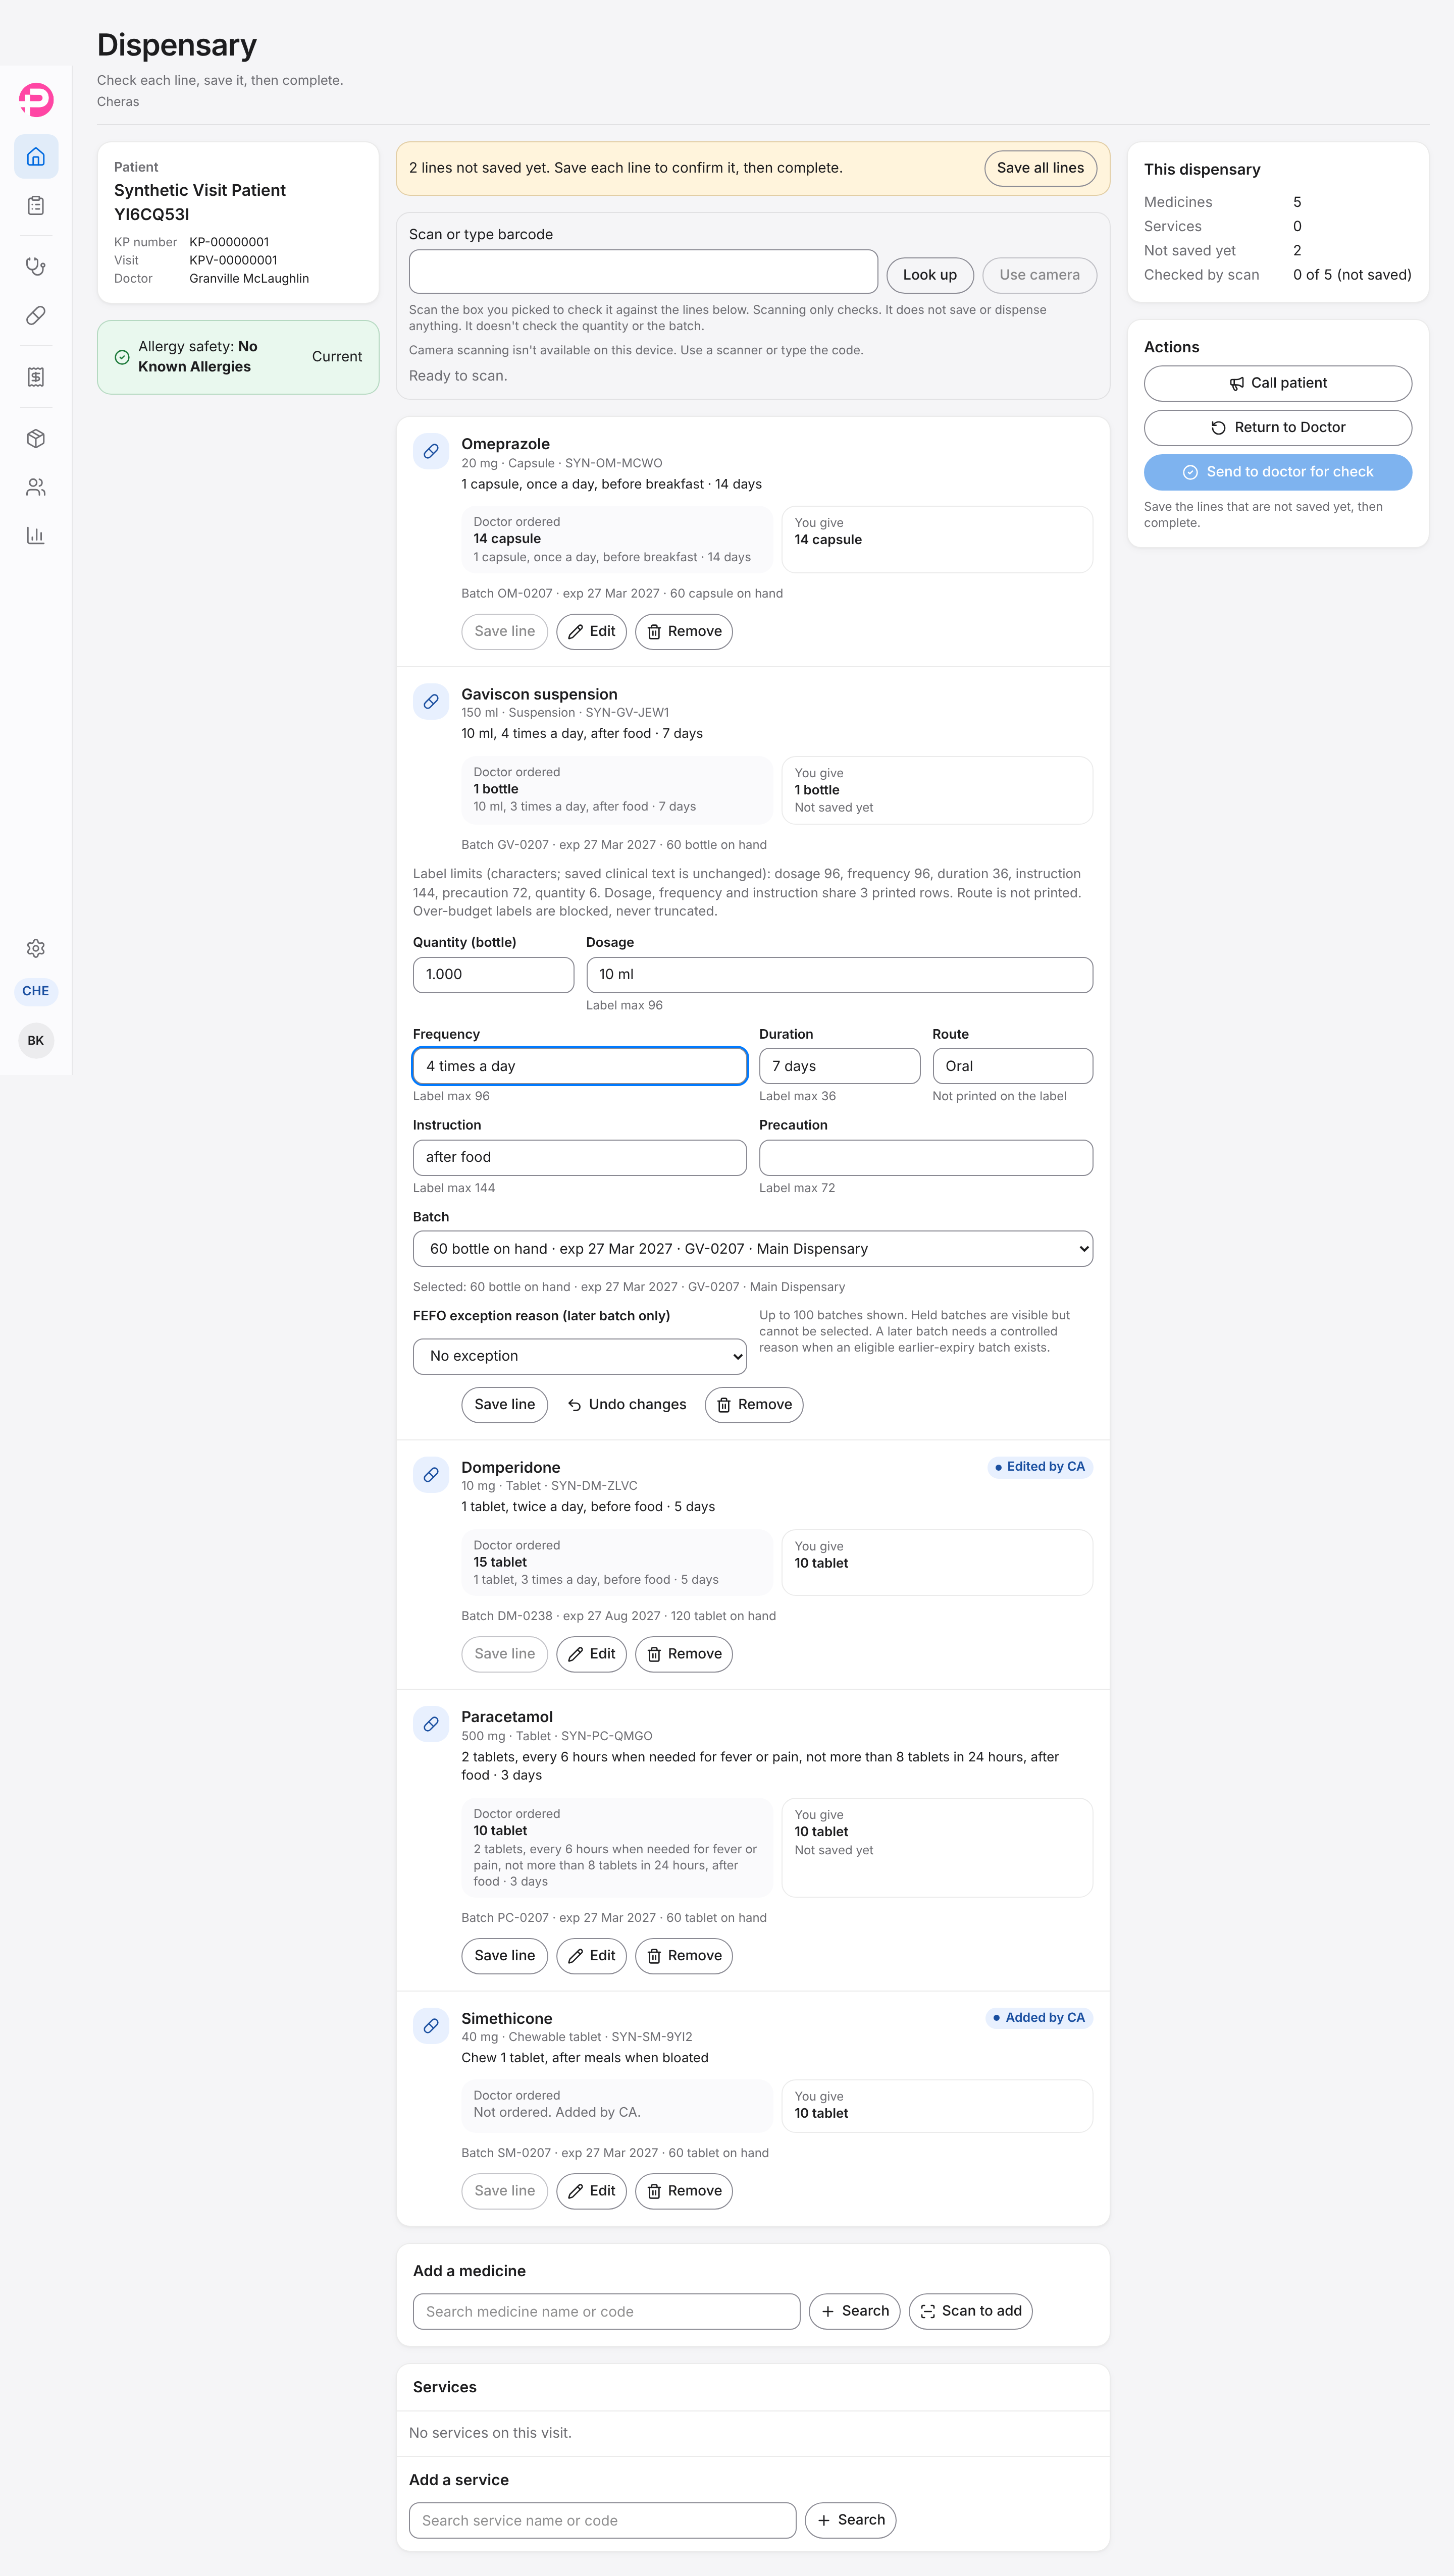 Dispensary
Check each line, save it, then complete.
Cheras
CHE
BK
Patient
Synthetic Visit Patient
YI6CQ53I
KP number KP-00000001
Visit KPV-00000001
Doctor Granville McLaughlin
Allergy safety: No
Known Allergies
Current
2 lines not saved yet. Save each line to confirm it, then complete.
Save all lines
Scan or type barcode
Look up
Use camera
Scan the box you picked to check it against the lines below. Scanning only checks. It does not save or dispense
anything. It doesn't check the quantity or the batch.
Camera scanning isn't available on this device. Use a scanner or type the code.
Ready to scan.
Omeprazole
20 mg · Capsule · SYN-OM-MCWO
1 capsule, once a day, before breakfast · 14 days
Doctor ordered
14 capsule
1 capsule, once a day, before breakfast · 14 days
You give
14 capsule
Batch OM-0207 · exp 27 Mar 2027 · 60 capsule on hand
Save line
Edit
Remove
Gaviscon suspension
150 ml · Suspension · SYN-GV-JEW1
10 ml, 4 times a day, after food · 7 days
Doctor ordered
1 bottle
10 ml, 3 times a day, after food · 7 days
You give
1 bottle
Not saved yet
Batch GV-0207 · exp 27 Mar 2027 · 60 bottle on hand
Label limits (characters; saved clinical text is unchanged): dosage 96, frequency 96, duration 36, instruction
144, precaution 72, quantity 6. Dosage, frequency and instruction share 3 printed rows. Route is not printed.
Over-budget labels are blocked, never truncated.
Quantity (bottle)
1.000
Dosage
10 ml
Label max 96
Frequency
4 times a day
Label max 96
Duration
7 days
Label max 36
Route
Oral
Not printed on the label
Instruction
after food
Label max 144
Precaution
Label max 72
Batch
60 bottle on hand · exp 27 Mar 2027 · GV-0207 · Main Dispensary
Selected: 60 bottle on hand · exp 27 Mar 2027 · GV-0207 · Main Dispensary
FEFO exception reason (later batch only)
No exception
Up to 100 batches shown. Held batches are visible but
cannot be selected. A later batch needs a controlled
reason when an eligible earlier-expiry batch exists.
Save line
Undo changes
Remove
Domperidone
Edited by CA
10 mg · Tablet · SYN-DM-ZLVC
1 tablet, twice a day, before food · 5 days
Doctor ordered
15 tablet
1 tablet, 3 times a day, before food · 5 days
You give
10 tablet
Batch DM-0238 · exp 27 Aug 2027 · 120 tablet on hand
Save line
Edit
Remove
Paracetamol
500 mg · Tablet · SYN-PC-QMGO
2 tablets, every 6 hours when needed for fever or pain, not more than 8 tablets in 24 hours, after
food · 3 days
Doctor ordered
10 tablet
2 tablets, every 6 hours when needed for fever or
pain, not more than 8 tablets in 24 hours, after
food · 3 days
You give
10 tablet
Not saved yet
Batch PC-0207 · exp 27 Mar 2027 · 60 tablet on hand
Save line
Edit
Remove
Simethicone
Added by CA
40 mg · Chewable tablet · SYN-SM-9YI2
Chew 1 tablet, after meals when bloated
Doctor ordered
Not ordered. Added by CA.
You give
10 tablet
Batch SM-0207 · exp 27 Mar 2027 · 60 tablet on hand
Save line
Edit
Remove
Add a medicine
Search medicine name or code
Search
Scan to add
Services
No services on this visit.
Add a service
Search service name or code
Search
This dispensary
Medicines 5
Services 0
Not saved yet 2
Checked by scan 0 of 5 (not saved)
Actions
Call patient
Return to Doctor
Send to doctor for check
Save the lines that are not saved yet, then
complete.